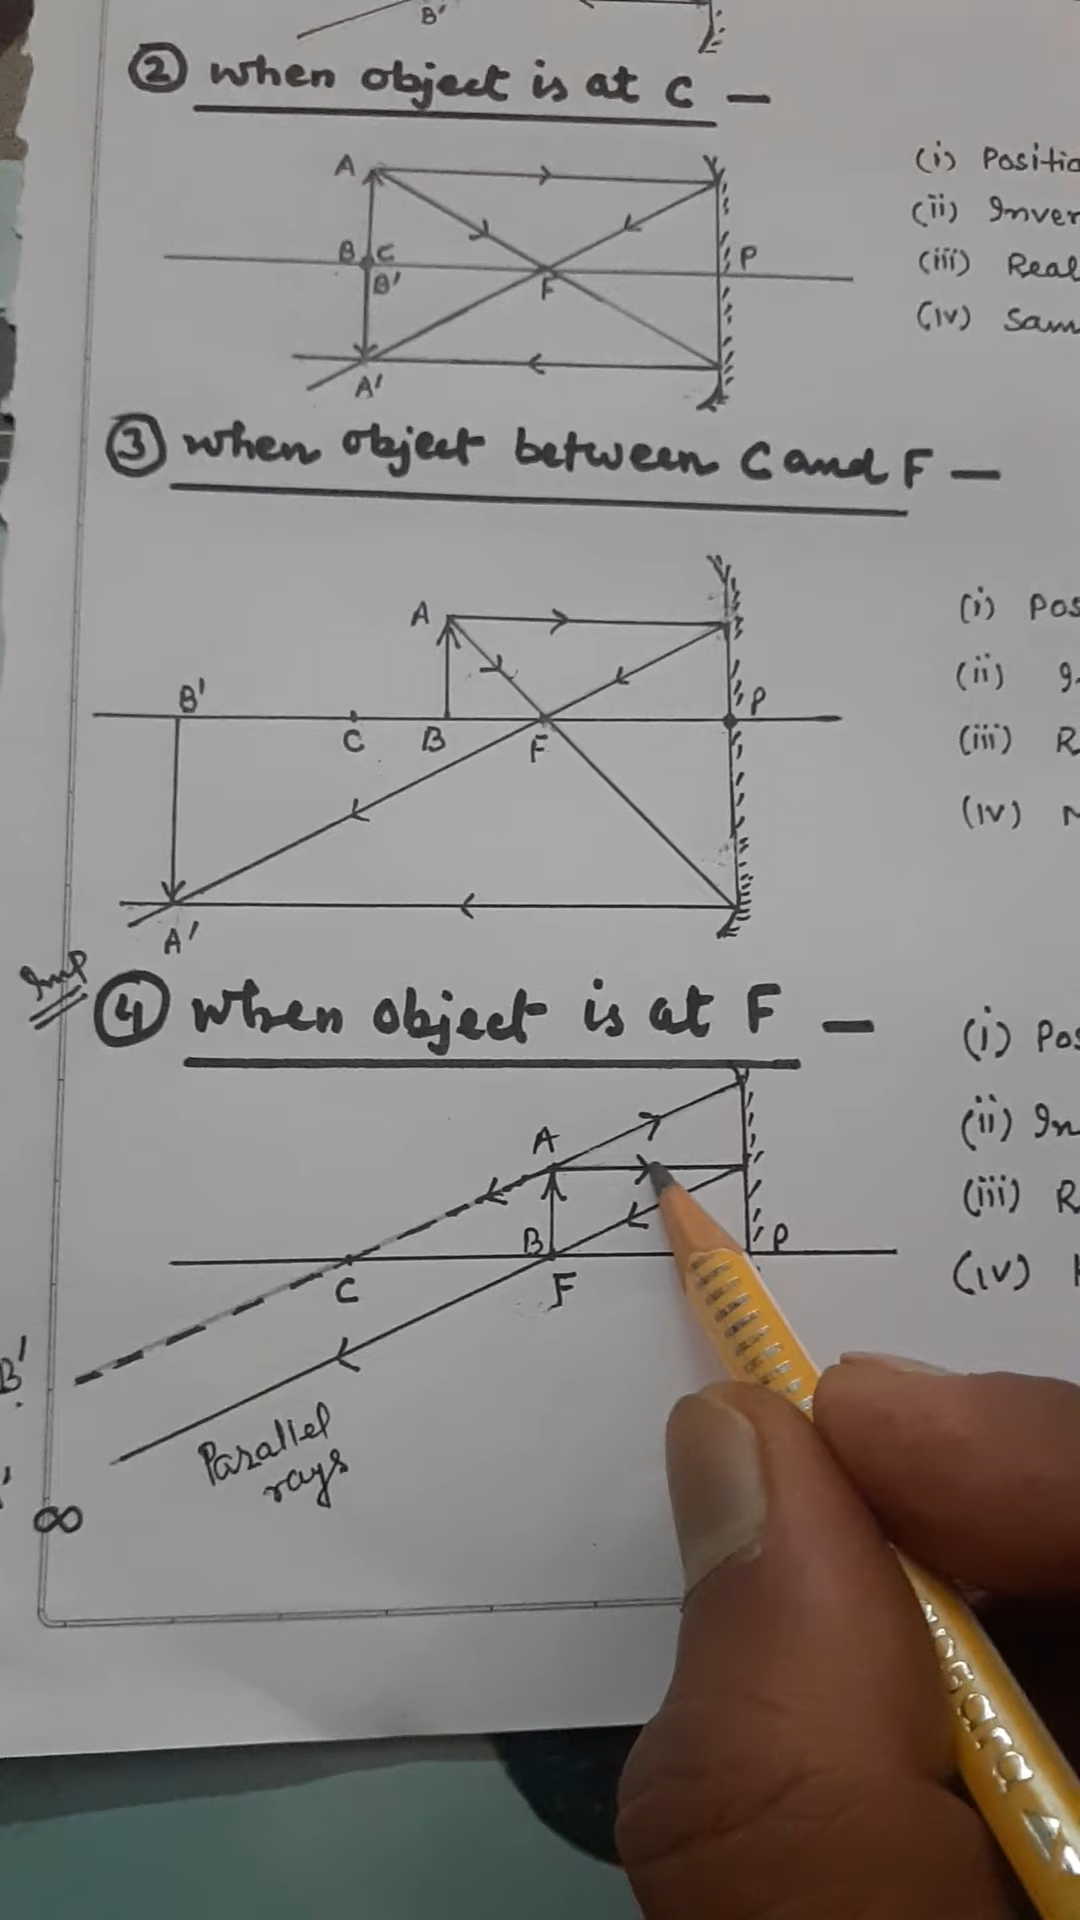 B'
② when object is at C —
A
B C
B'
F
P
A'
(i) Positio
(ii) Inver
(iii) Real
(iv) Sam
③ when object between C and F —
A
B'
C
B
F
P
A'
(i) Pos
(ii) I
(iii) R
(iv) M
Imp
④ when object is at F —
A
B
C
F
P
(i) Pos
(ii) In
(iii) R
(iv) H
B'
Parallel
rays
∞